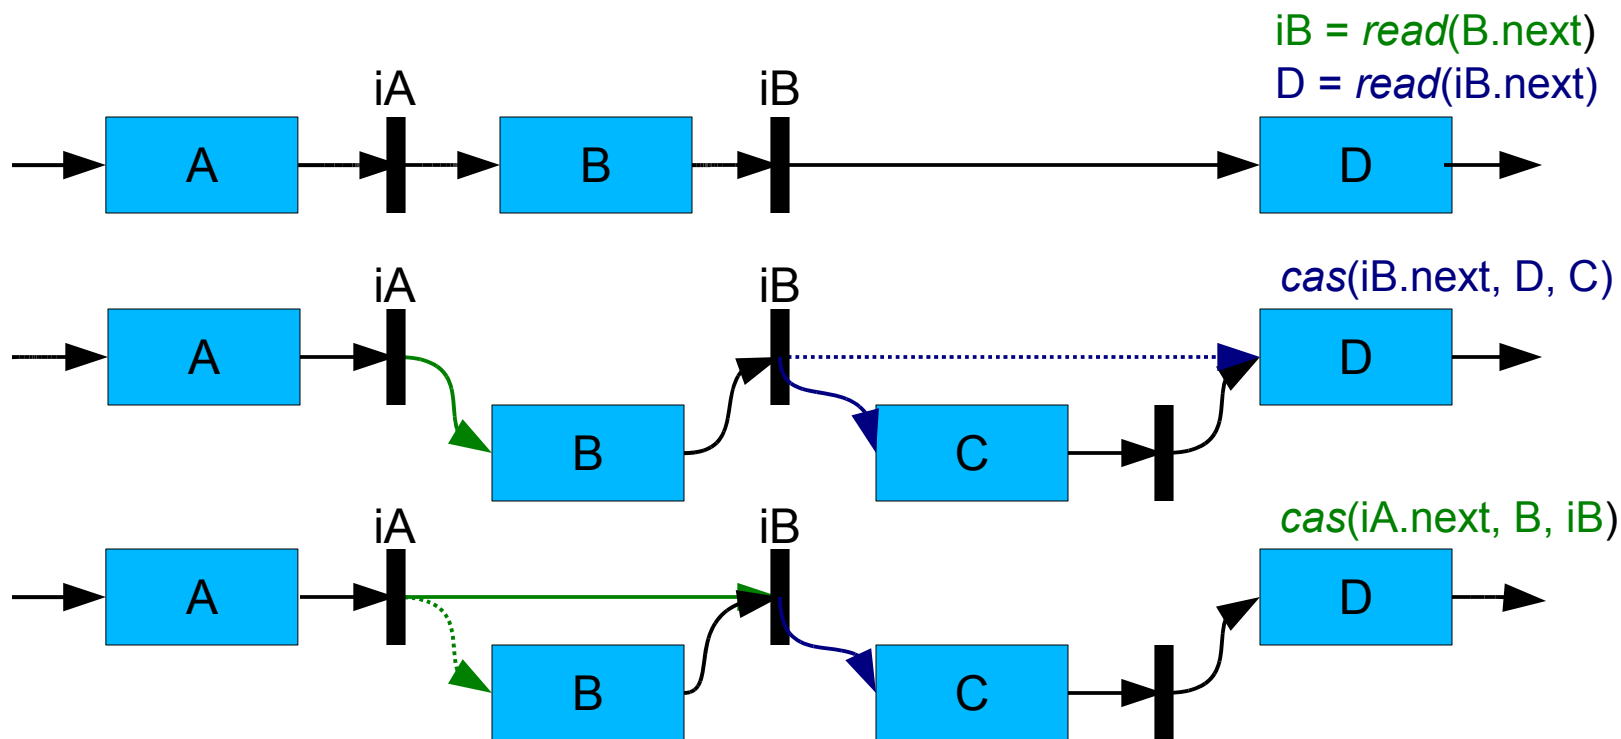 iB = read(B.next)
D = read(iB.next)
iA
iB
A
B
D
cas(iB.next, D, C)
iA
iB
A
D
B
C
cas(iA.next, B, iB)
iA
iB
A
D
B
C